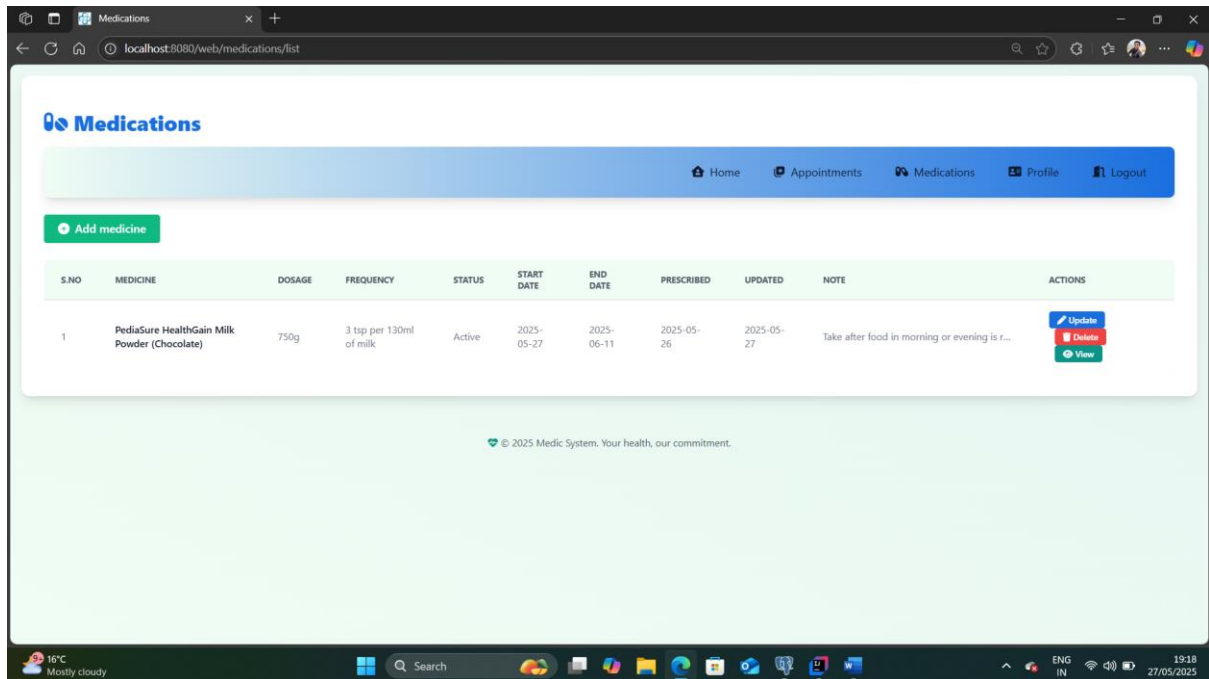 Medications
localhost:8080/web/medications/list
Medications
Home
Appointments
Medications
Profile
Logout
Add medicine
S.NO
MEDICINE
DOSAGE
FREQUENCY
STATUS
START
DATE
END
DATE
PRESCRIBED
UPDATED
NOTE
ACTIONS
1
PediaSure HealthGain Milk
Powder (Chocolate)
750g
3 tsp per 130ml
of milk
Active
2025-
05-27
2025-
06-11
2025-05-
26
2025-05-
27
Take after food in morning or evening is r...
Update
Delete
View
© 2025 Medic System. Your health, our commitment.
9+
16°C
Mostly cloudy
Search
ENG
IN
19:18
27/05/2025